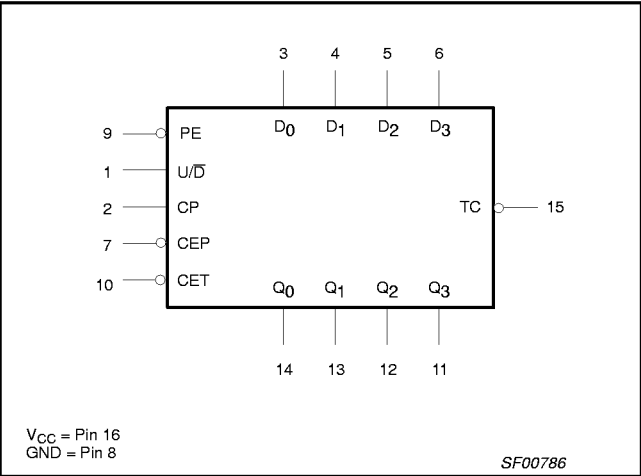 3 4 5 6
9 PE D0 D1 D2 D3
1 U/D̅
2 CP TC 15
7 CEP
10 CET Q0 Q1 Q2 Q3
14 13 12 11
VCC = Pin 16
GND = Pin 8
SF00786